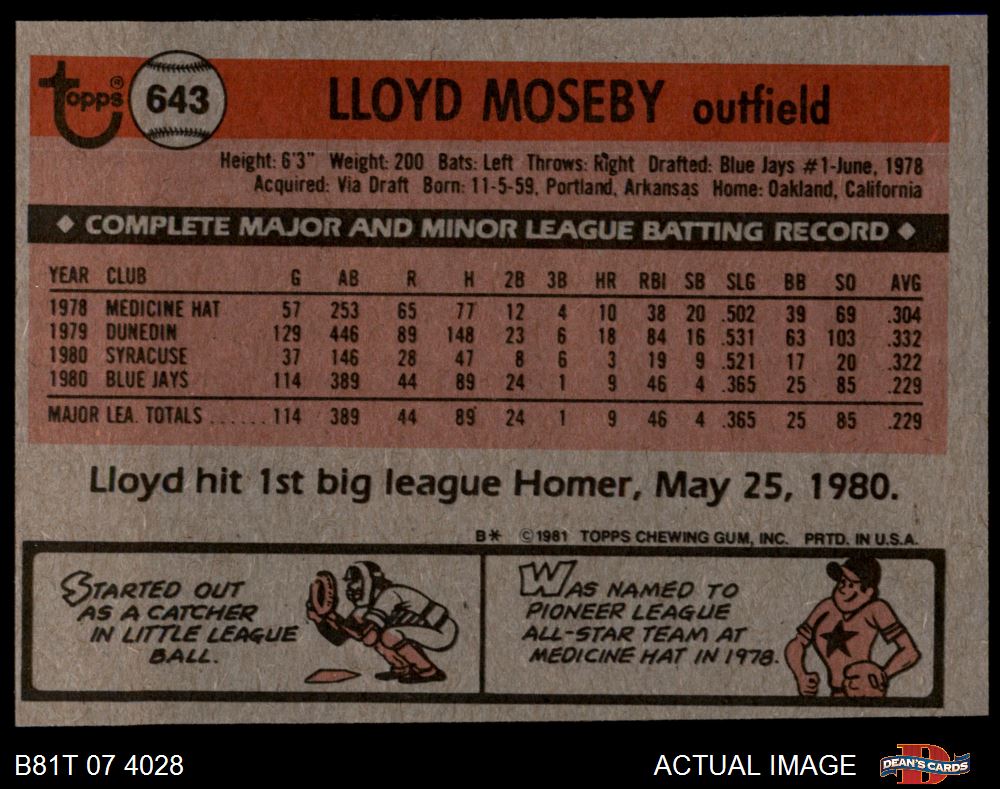 Topps® 643 LLOYD MOSEBY outfield
Height: 6'3" Weight: 200 Bats: Left Throws: Right Drafted: Blue Jays #1-June, 1978
Acquired: Via Draft Born: 11-5-59, Portland, Arkansas Home: Oakland, California
◆ COMPLETE MAJOR AND MINOR LEAGUE BATTING RECORD ◆
YEAR CLUB G AB R H 2B 3B HR RBI SB SLG BB SO AVG
1978 MEDICINE HAT 57 253 65 77 12 4 10 38 20 .502 39 69 .304
1979 DUNEDIN 129 446 89 148 23 6 18 84 16 .531 63 103 .332
1980 SYRACUSE 37 146 28 47 8 6 3 19 9 .521 17 20 .322
1980 BLUE JAYS 114 389 44 89 24 1 9 46 4 .365 25 85 .229
MAJOR LEA. TOTALS ...... 114 389 44 89 24 1 9 46 4 .365 25 85 .229
Lloyd hit 1st big league Homer, May 25, 1980.
B* ©1981 TOPPS CHEWING GUM, INC. PRTD. IN U.S.A.
STARTED OUT
AS A CATCHER
IN LITTLE LEAGUE
BALL.
WAS NAMED TO
PIONEER LEAGUE
ALL-STAR TEAM AT
MEDICINE HAT IN 1978.
B81T 07 4028
ACTUAL IMAGE
DEAN'S CARDS